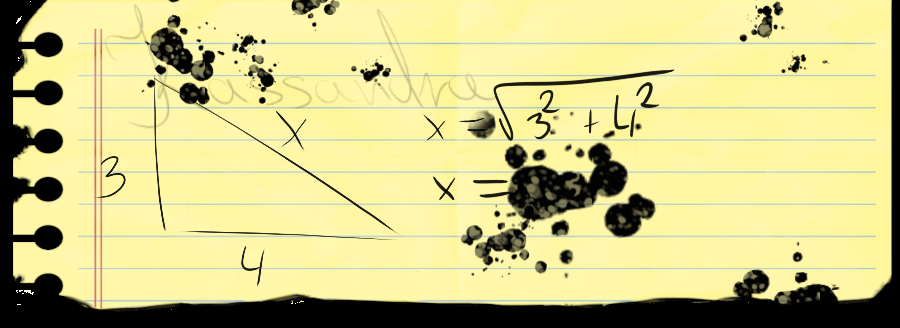 x
x = √3² + 4²
3
x =
4